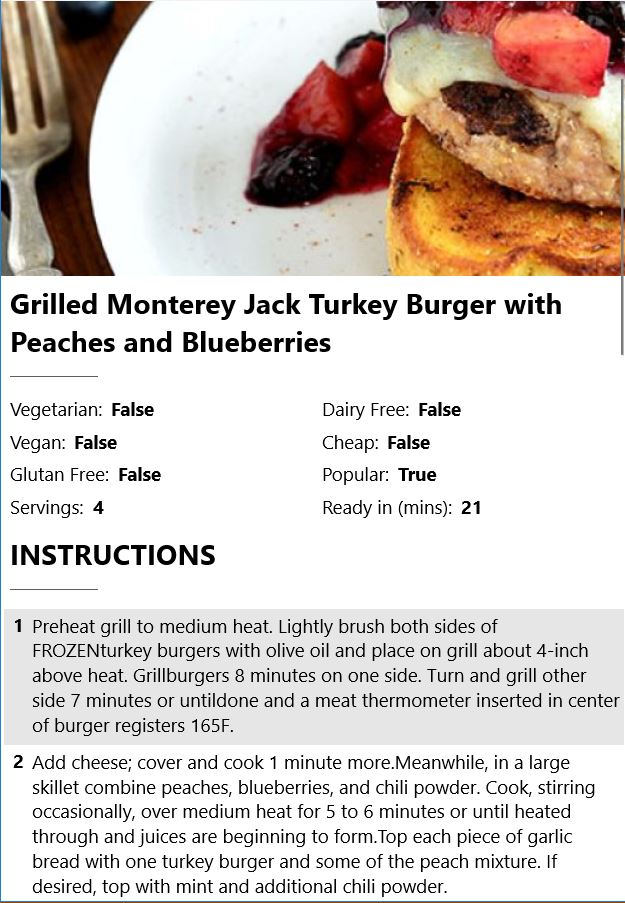 Grilled Monterey Jack Turkey Burger with
Peaches and Blueberries
Vegetarian: False
Dairy Free: False
Vegan: False
Cheap: False
Glutan Free: False
Popular: True
Servings: 4
Ready in (mins): 21
INSTRUCTIONS
1 Preheat grill to medium heat. Lightly brush both sides of
FROZENturkey burgers with olive oil and place on grill about 4-inch
above heat. Grillburgers 8 minutes on one side. Turn and grill other
side 7 minutes or untildone and a meat thermometer inserted in center
of burger registers 165F.
2 Add cheese; cover and cook 1 minute more.Meanwhile, in a large
skillet combine peaches, blueberries, and chili powder. Cook, stirring
occasionally, over medium heat for 5 to 6 minutes or until heated
through and juices are beginning to form.Top each piece of garlic
bread with one turkey burger and some of the peach mixture. If
desired, top with mint and additional chili powder.